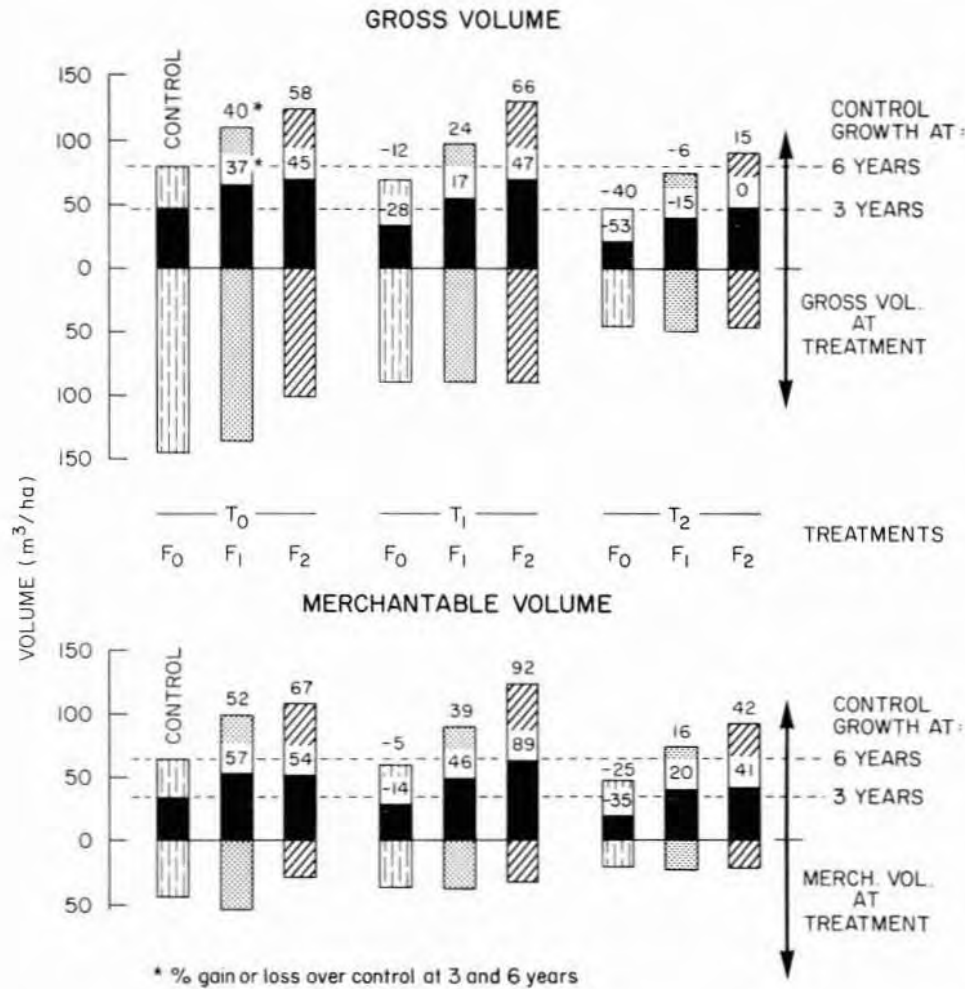 GROSS VOLUME
CONTROL
150
100
50
0
50
100
150
40*
37*
58
45
-12
-28
24
17
66
47
-40
-53
-6
-15
15
0
CONTROL
GROWTH AT:
6 YEARS
3 YEARS
GROSS VOL.
AT
TREATMENT
VOLUME (m³/ha)
T₀ T₁ T₂
TREATMENTS
F₀ F₁ F₂ F₀ F₁ F₂ F₀ F₁ F₂
MERCHANTABLE VOLUME
CONTROL
150
100
50
0
50
52
57
67
54
-5
-14
39
46
92
89
-25
-35
16
20
42
41
CONTROL
GROWTH AT:
6 YEARS
3 YEARS
MERCH. VOL.
AT
TREATMENT
* % gain or loss over control at 3 and 6 years